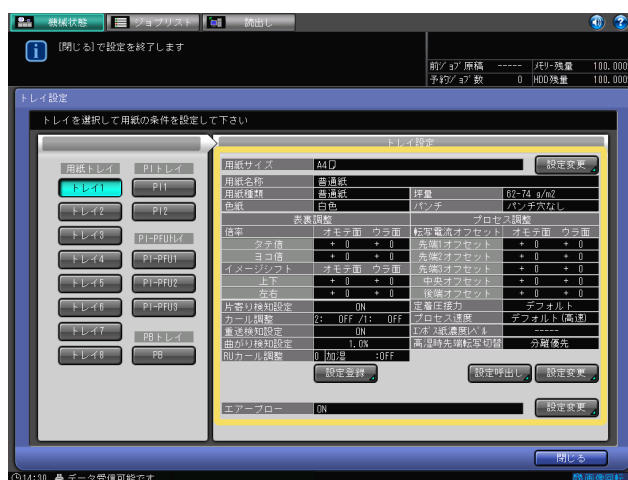 機械状態 ジョブリスト 読出し
[閉じる]で設定を終了します
前ジョブ原稿 ----- メモリー残量 100.000
予約ジョブ数 0 HDD残量 100.000
トレイ設定
トレイを選択して用紙の条件を設定して下さい
トレイ設定
用紙トレイ PIトレイ
トレイ1 PI1
トレイ2 PI2
トレイ3 PI-PFUトレイ
トレイ4 PI-PFU1
トレイ5 PI-PFU2
トレイ6 PI-PFU3
トレイ7 PBトレイ
トレイ8 PB
用紙サイズ A4 設定変更
用紙名称 普通紙
用紙種類 普通紙 坪量 62-74 g/m2
色紙 白色 パンチ パンチ穴なし
表裏調整 プロセス調整
倍率 オモテ面 ウラ面 転写電流オフセット オモテ面 ウラ面
タテ倍 + 0 + 0 先端1オフセット + 0 + 0
ヨコ倍 + 0 + 0 先端2オフセット + 0 + 0
イメージシフト オモテ面 ウラ面 先端3オフセット + 0 + 0
上下 + 0 + 0 中央オフセット + 0 + 0
左右 + 0 + 0 後端オフセット + 0 + 0
片寄り検知設定 ON 定着圧接力 デフォルト
カール調整 2: OFF /1: OFF プロセス速度 デフォルト(高速)
重送検知設定 ON エンボス紙濃度レベル -----
曲がり検知設定 1.0% 高湿時先端転写切替 分離優先
RUカール調整 0 加湿 :OFF
設定登録 設定呼出し 設定変更
エアーブロー ON 設定変更
閉じる
14:30 データ受信可能です 画像回転